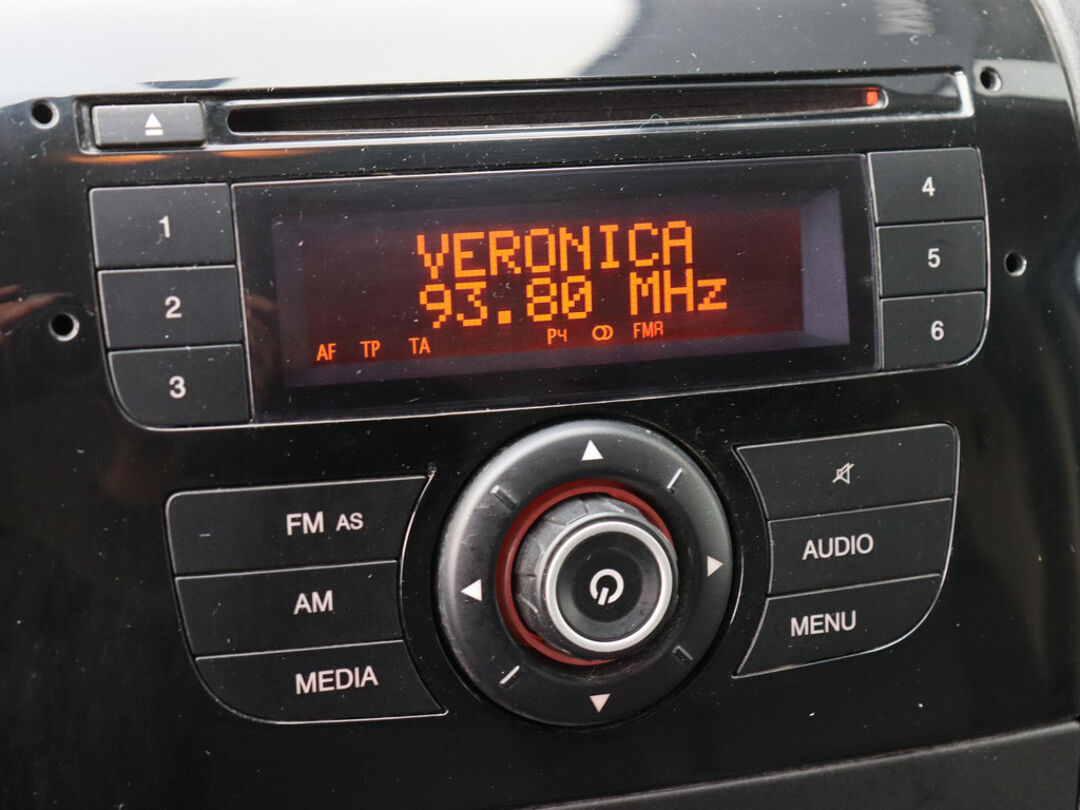 1
2
3
VERONICA
93.80 MHz
AF TP TA P4 FMA
4
5
6
FM AS
AM
MEDIA
AUDIO
MENU